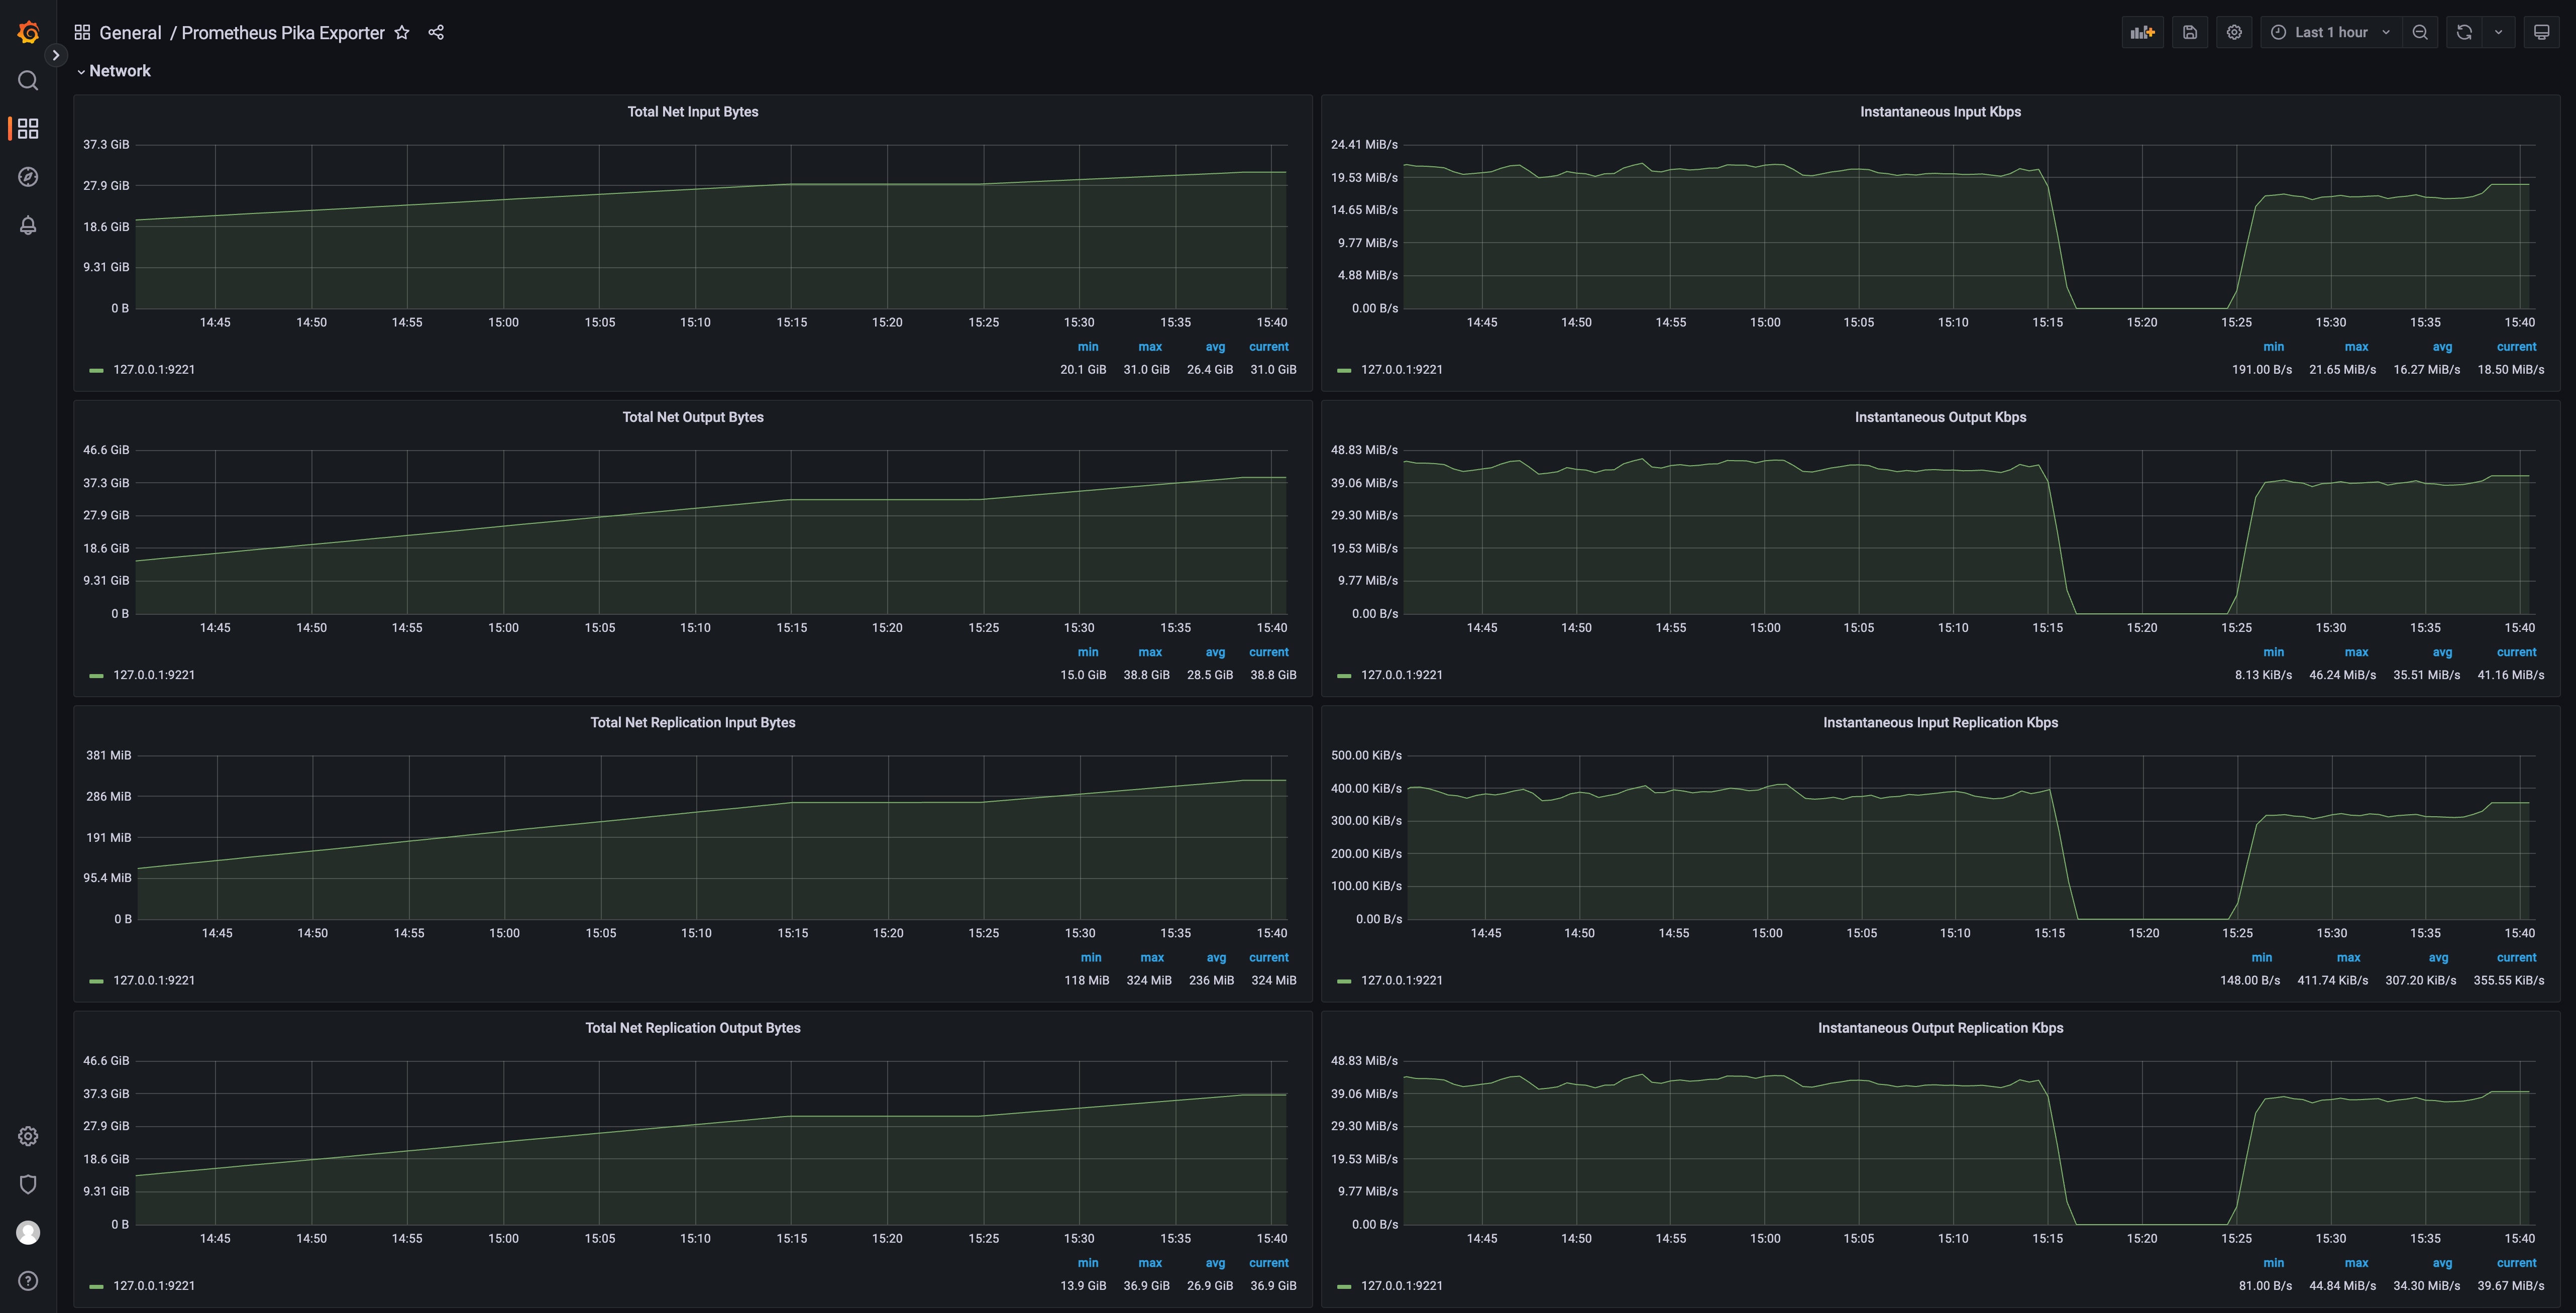 General / Prometheus Pika Exporter
Last 1 hour
Network
Total Net Input Bytes
37.3 GiB
27.9 GiB
18.6 GiB
9.31 GiB
0 B
14:45 14:50 14:55 15:00 15:05 15:10 15:15 15:20 15:25 15:30 15:35 15:40
min max avg current
127.0.0.1:9221 20.1 GiB 31.0 GiB 26.4 GiB 31.0 GiB
Instantaneous Input Kbps
24.41 MiB/s
19.53 MiB/s
14.65 MiB/s
9.77 MiB/s
4.88 MiB/s
0.00 B/s
14:45 14:50 14:55 15:00 15:05 15:10 15:15 15:20 15:25 15:30 15:35 15:40
min max avg current
127.0.0.1:9221 191.00 B/s 21.65 MiB/s 16.27 MiB/s 18.50 MiB/s
Total Net Output Bytes
46.6 GiB
37.3 GiB
27.9 GiB
18.6 GiB
9.31 GiB
0 B
14:45 14:50 14:55 15:00 15:05 15:10 15:15 15:20 15:25 15:30 15:35 15:40
min max avg current
127.0.0.1:9221 15.0 GiB 38.8 GiB 28.5 GiB 38.8 GiB
Instantaneous Output Kbps
48.83 MiB/s
39.06 MiB/s
29.30 MiB/s
19.53 MiB/s
9.77 MiB/s
0.00 B/s
14:45 14:50 14:55 15:00 15:05 15:10 15:15 15:20 15:25 15:30 15:35 15:40
min max avg current
127.0.0.1:9221 8.13 KiB/s 46.24 MiB/s 35.51 MiB/s 41.16 MiB/s
Total Net Replication Input Bytes
381 MiB
286 MiB
191 MiB
95.4 MiB
0 B
14:45 14:50 14:55 15:00 15:05 15:10 15:15 15:20 15:25 15:30 15:35 15:40
min max avg current
127.0.0.1:9221 118 MiB 324 MiB 236 MiB 324 MiB
Instantaneous Input Replication Kbps
500.00 KiB/s
400.00 KiB/s
300.00 KiB/s
200.00 KiB/s
100.00 KiB/s
0.00 B/s
14:45 14:50 14:55 15:00 15:05 15:10 15:15 15:20 15:25 15:30 15:35 15:40
min max avg current
127.0.0.1:9221 148.00 B/s 411.74 KiB/s 307.20 KiB/s 355.55 KiB/s
Total Net Replication Output Bytes
46.6 GiB
37.3 GiB
27.9 GiB
18.6 GiB
9.31 GiB
0 B
14:45 14:50 14:55 15:00 15:05 15:10 15:15 15:20 15:25 15:30 15:35 15:40
min max avg current
127.0.0.1:9221 13.9 GiB 36.9 GiB 26.9 GiB 36.9 GiB
Instantaneous Output Replication Kbps
48.83 MiB/s
39.06 MiB/s
29.30 MiB/s
19.53 MiB/s
9.77 MiB/s
0.00 B/s
14:45 14:50 14:55 15:00 15:05 15:10 15:15 15:20 15:25 15:30 15:35 15:40
min max avg current
127.0.0.1:9221 81.00 B/s 44.84 MiB/s 34.30 MiB/s 39.67 MiB/s